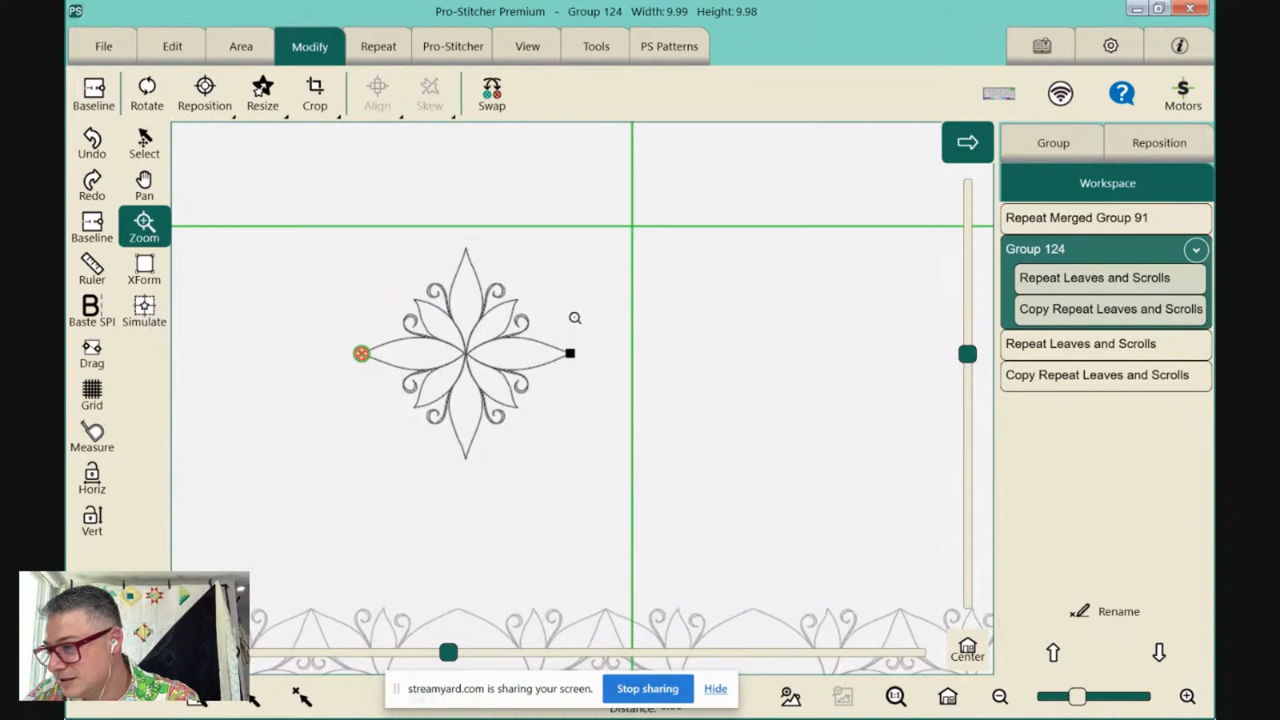 PS
Pro-Stitcher Premium - Group 124 Width: 9.99 Height: 9.98
File Edit Area Modify Repeat Pro-Stitcher View Tools PS Patterns
Baseline Rotate Reposition Resize Crop Align Skew Swap
? S Motors
Undo Select
Redo Pan
Baseline Zoom
Ruler XForm
B
Baste SPI Simulate
Drag
Grid
Measure
Horiz
Vert
Group Reposition
Workspace
Repeat Merged Group 91
Group 124
Repeat Leaves and Scrolls
Copy Repeat Leaves and Scrolls
Repeat Leaves and Scrolls
Copy Repeat Leaves and Scrolls
Rename
Center
streamyard.com is sharing your screen. Stop sharing Hide
1:1